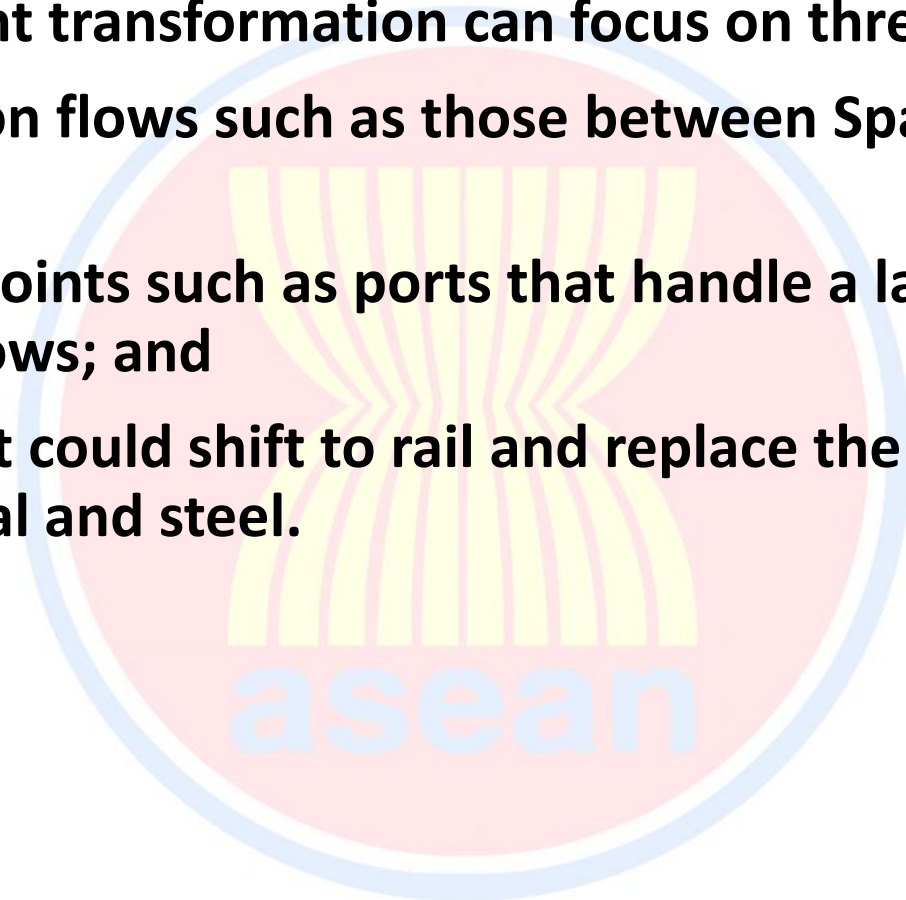 nt transformation can focus on thre
on flows such as those between Spa
oints such as ports that handle a la
ows; and
t could shift to rail and replace the
al and steel.
asean